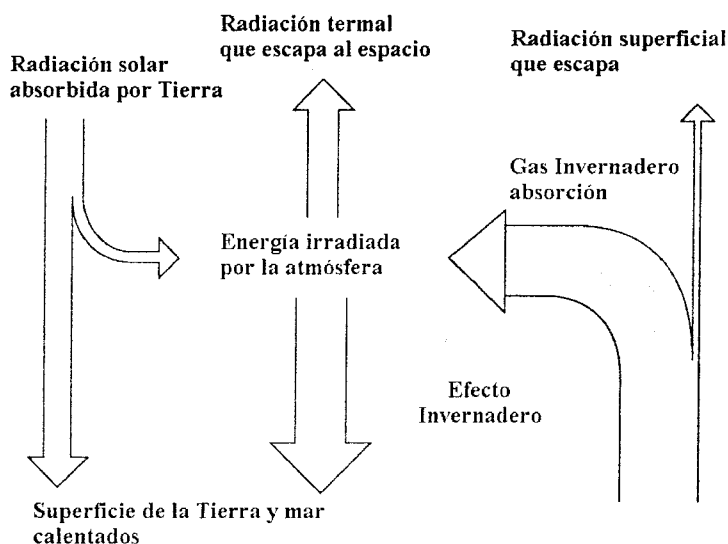 Radiación termal
que escapa al espacio
Radiación superficial
que escapa
Radiación solar
absorbida por Tierra
Gas Invernadero
absorción
Energía irradiada
por la atmósfera
Efecto
Invernadero
Superficie de la Tierra y mar
calentados